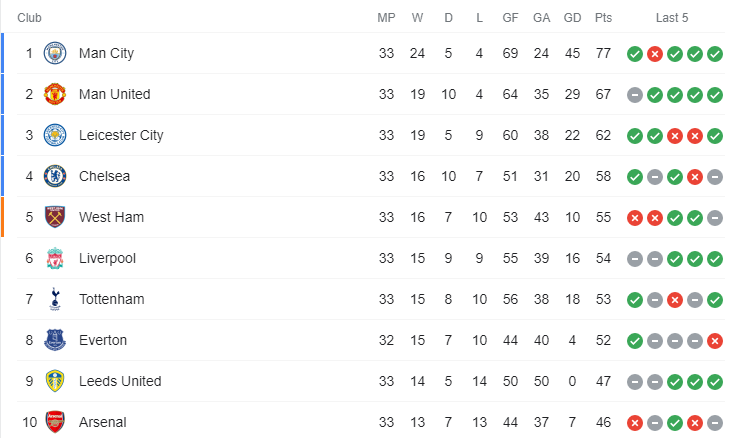 Club MP W D L GF GA GD Pts Last 5
1 Man City 33 24 5 4 69 24 45 77
2 Man United 33 19 10 4 64 35 29 67
3 Leicester City 33 19 5 9 60 38 22 62
4 Chelsea 33 16 10 7 51 31 20 58
5 West Ham 33 16 7 10 53 43 10 55
6 Liverpool 33 15 9 9 55 39 16 54
7 Tottenham 33 15 8 10 56 38 18 53
8 Everton 32 15 7 10 44 40 4 52
9 Leeds United 33 14 5 14 50 50 0 47
10 Arsenal 33 13 7 13 44 37 7 46